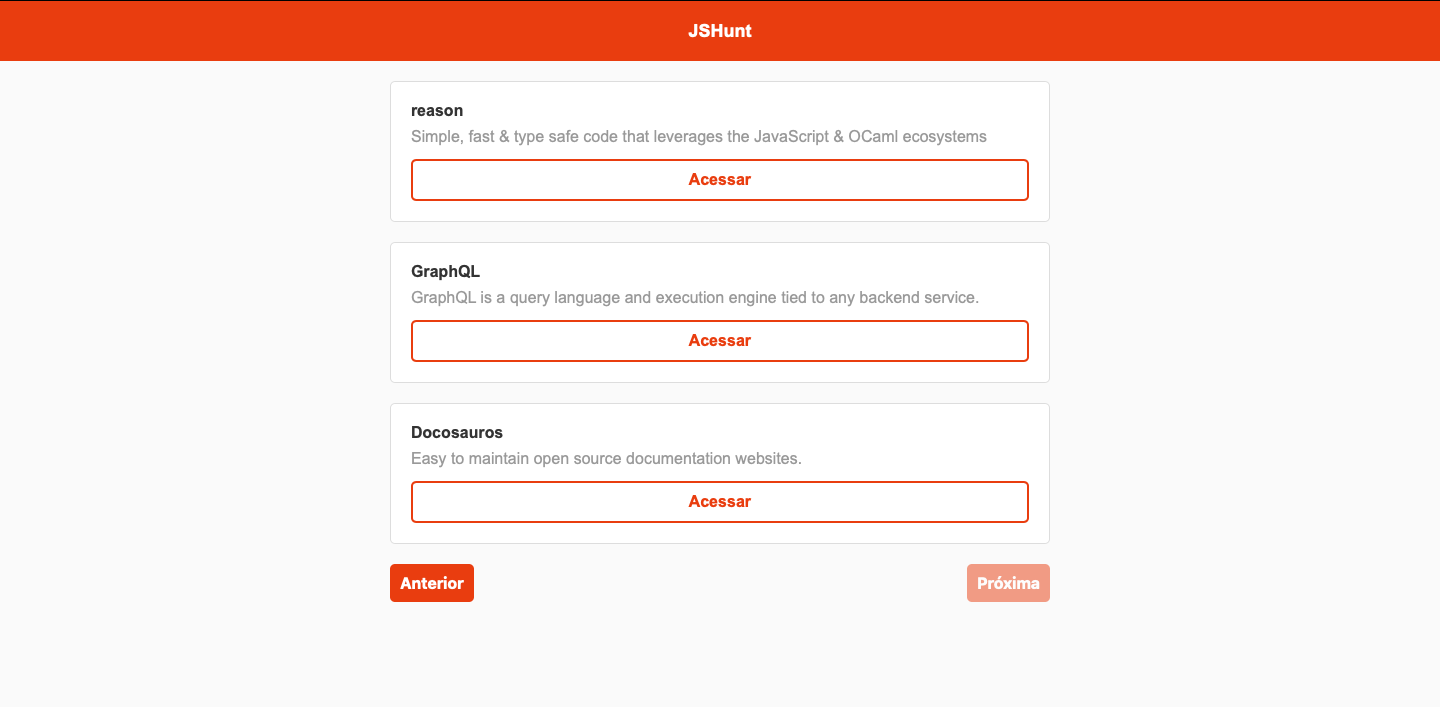 JSHunt
reason
Simple, fast & type safe code that leverages the JavaScript & OCaml ecosystems
Acessar
GraphQL
GraphQL is a query language and execution engine tied to any backend service.
Acessar
Docosauros
Easy to maintain open source documentation websites.
Acessar
Anterior
Próxima